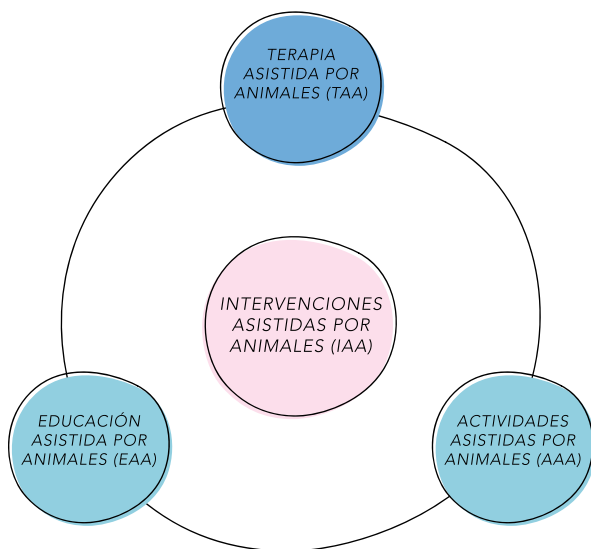 TERAPIA
ASISTIDA POR
ANIMALES (TAA)
INTERVENCIONES
ASISTIDAS POR
ANIMALES (IAA)
EDUCACIÓN
ASISTIDA POR
ANIMALES (EAA)
ACTIVIDADES
ASISTIDAS POR
ANIMALES (AAA)